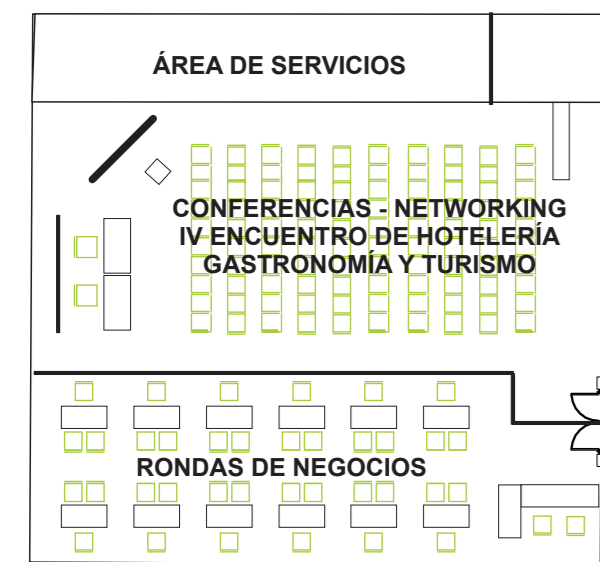 ÁREA DE SERVICIOS
CONFERENCIAS - NETWORKING
IV ENCUENTRO DE HOTELERÍA
GASTRONOMÍA Y TURISMO
RONDAS DE NEGOCIOS